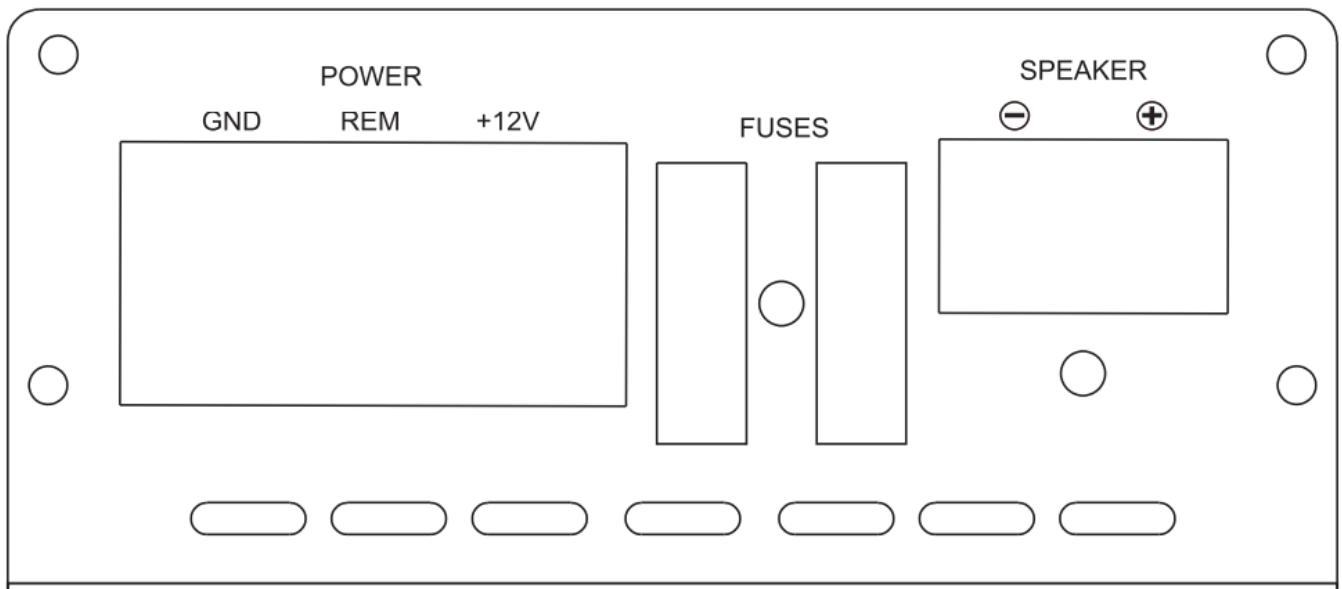 POWER
GND REM +12V
FUSES
SPEAKER
⊖ ⊕